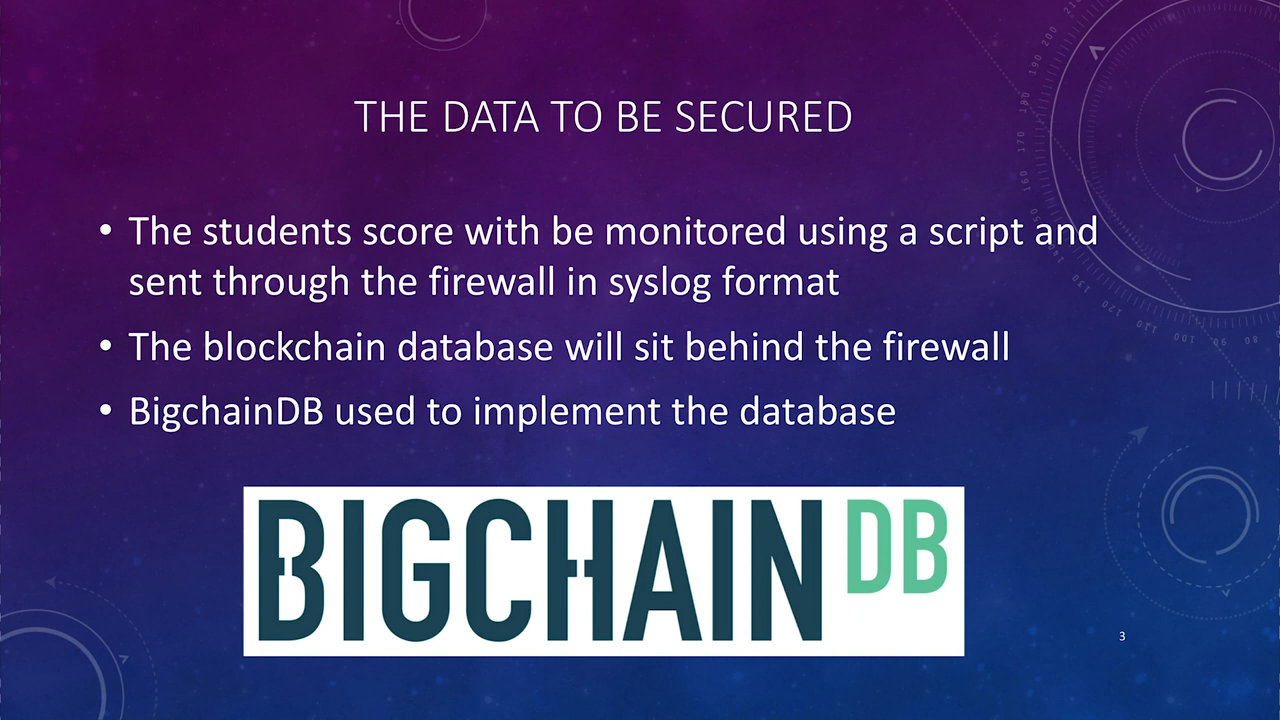 THE DATA TO BE SECURED
• The students score with be monitored using a script and
sent through the firewall in syslog format
• The blockchain database will sit behind the firewall
• BigchainDB used to implement the database
BIGCHAIN DB
3